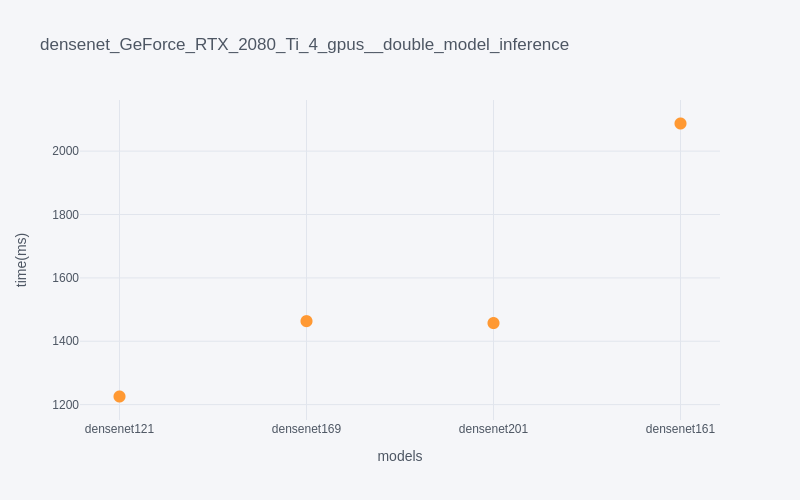 densenet_GeForce_RTX_2080_Ti_4_gpus__double_model_inference
time(ms)
2000
1800
1600
1400
1200
densenet121
densenet169
densenet201
densenet161
models